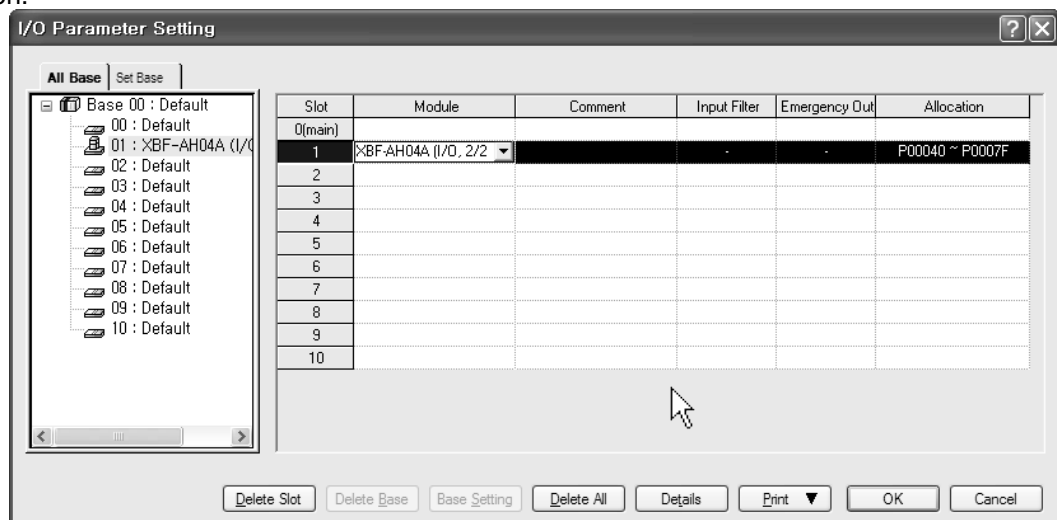 I/O Parameter Setting
All Base Set Base
Base 00 : Default
00 : Default
01 : XBF-AH04A (I/O
02 : Default
03 : Default
04 : Default
05 : Default
06 : Default
07 : Default
08 : Default
09 : Default
10 : Default
Slot Module Comment Input Filter Emergency Out Allocation
0(main)
1 XBF-AH04A (I/O, 2/2 - - P00040 ~ P0007F
2
3
4
5
6
7
8
9
10
Delete Slot Delete Base Base Setting Delete All Details Print ▼ OK Cancel